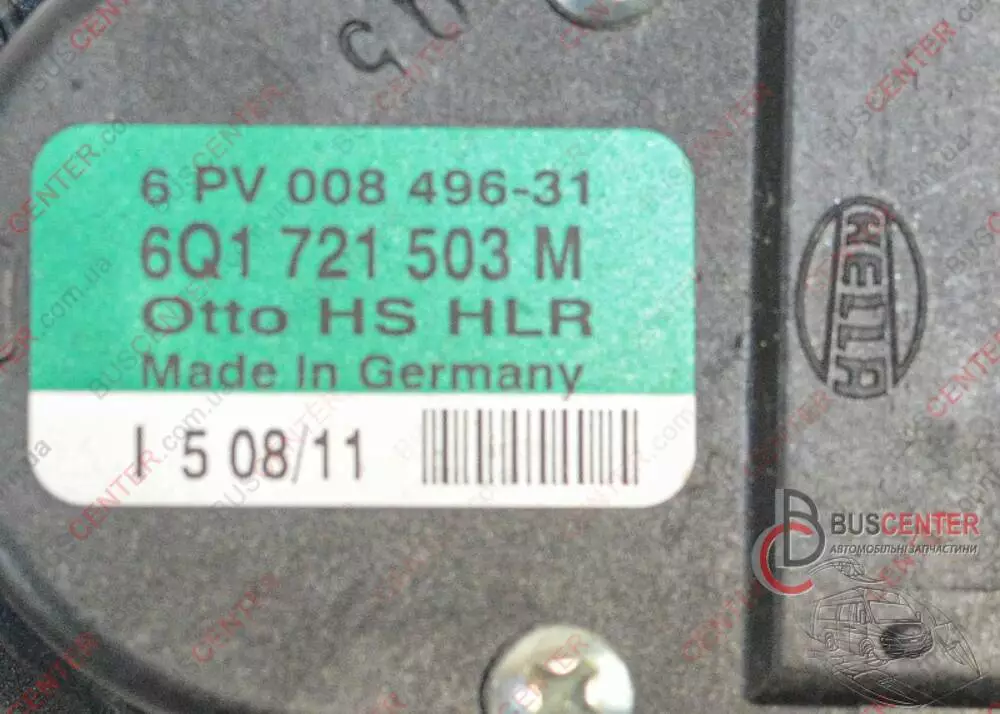 6 PV 008 496-31
6Q1 721 503 M
Otto HS HLR
Made In Germany
I 5 08/11
HELLA
BUSCENTER
АВТОМОБІЛЬНІ ЗАПЧАСТИНИ